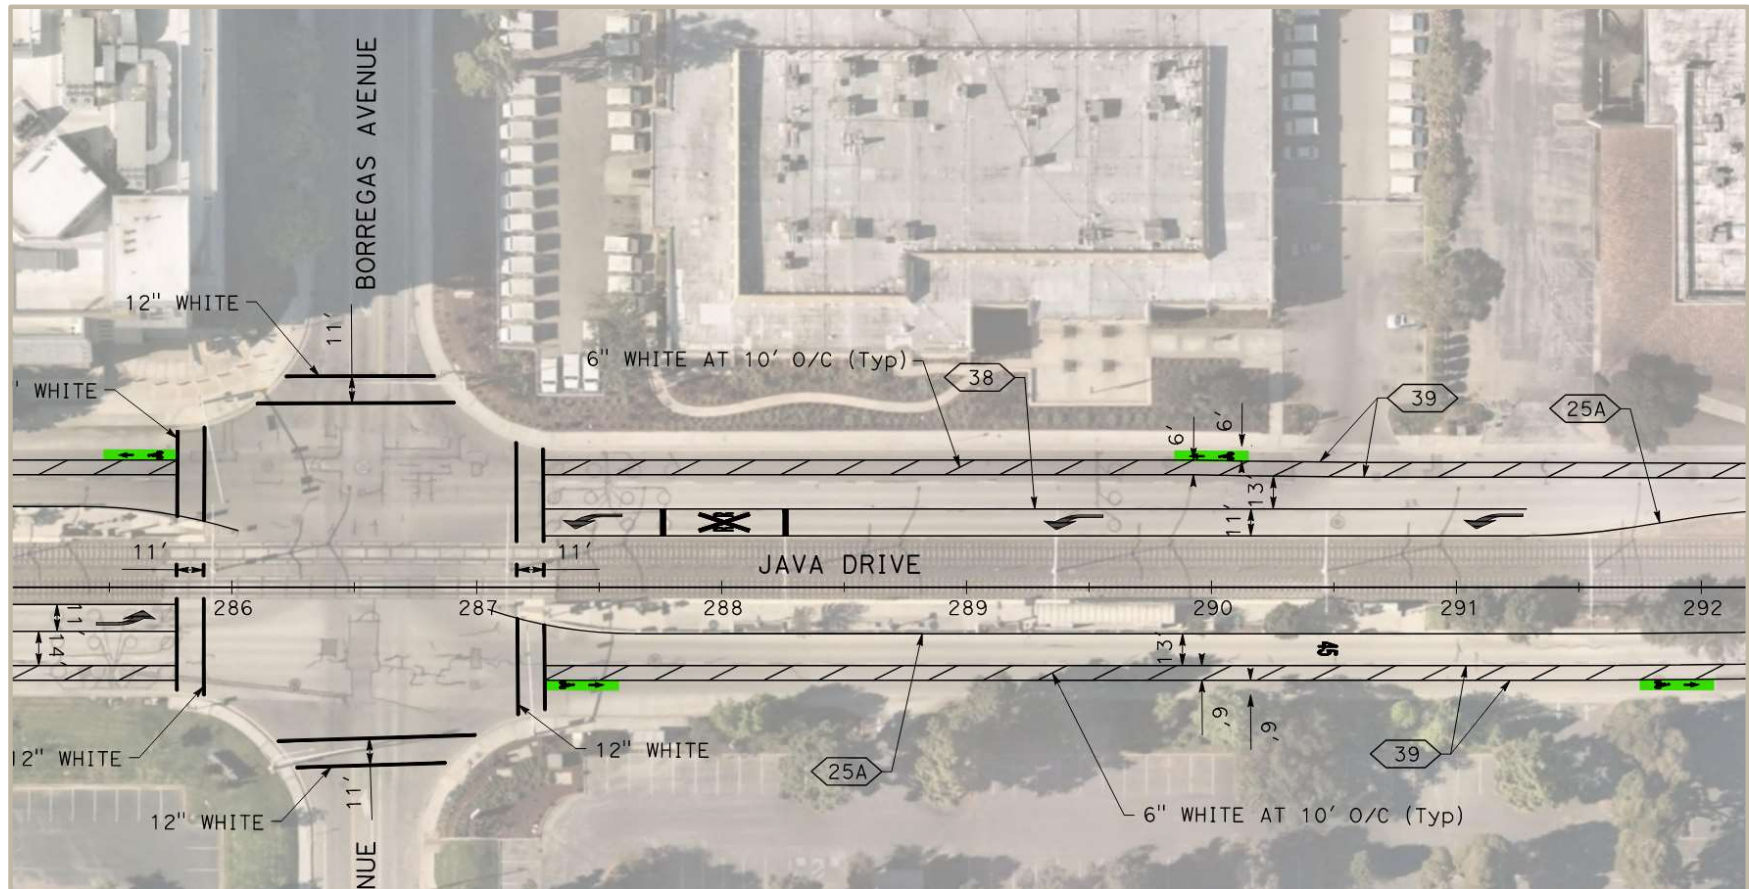 BORREGAS AVENUE
12" WHITE
11'
' WHITE
6" WHITE AT 10' O/C (Typ)
38
39
25A
6'
6'
13'
11'
11'
11'
JAVA DRIVE
286
287
288
289
290
291
292
11'
14'
13'
45
6'
6'
12" WHITE
12" WHITE
25A
39
12" WHITE
11'
6" WHITE AT 10' O/C (Typ)
NUE